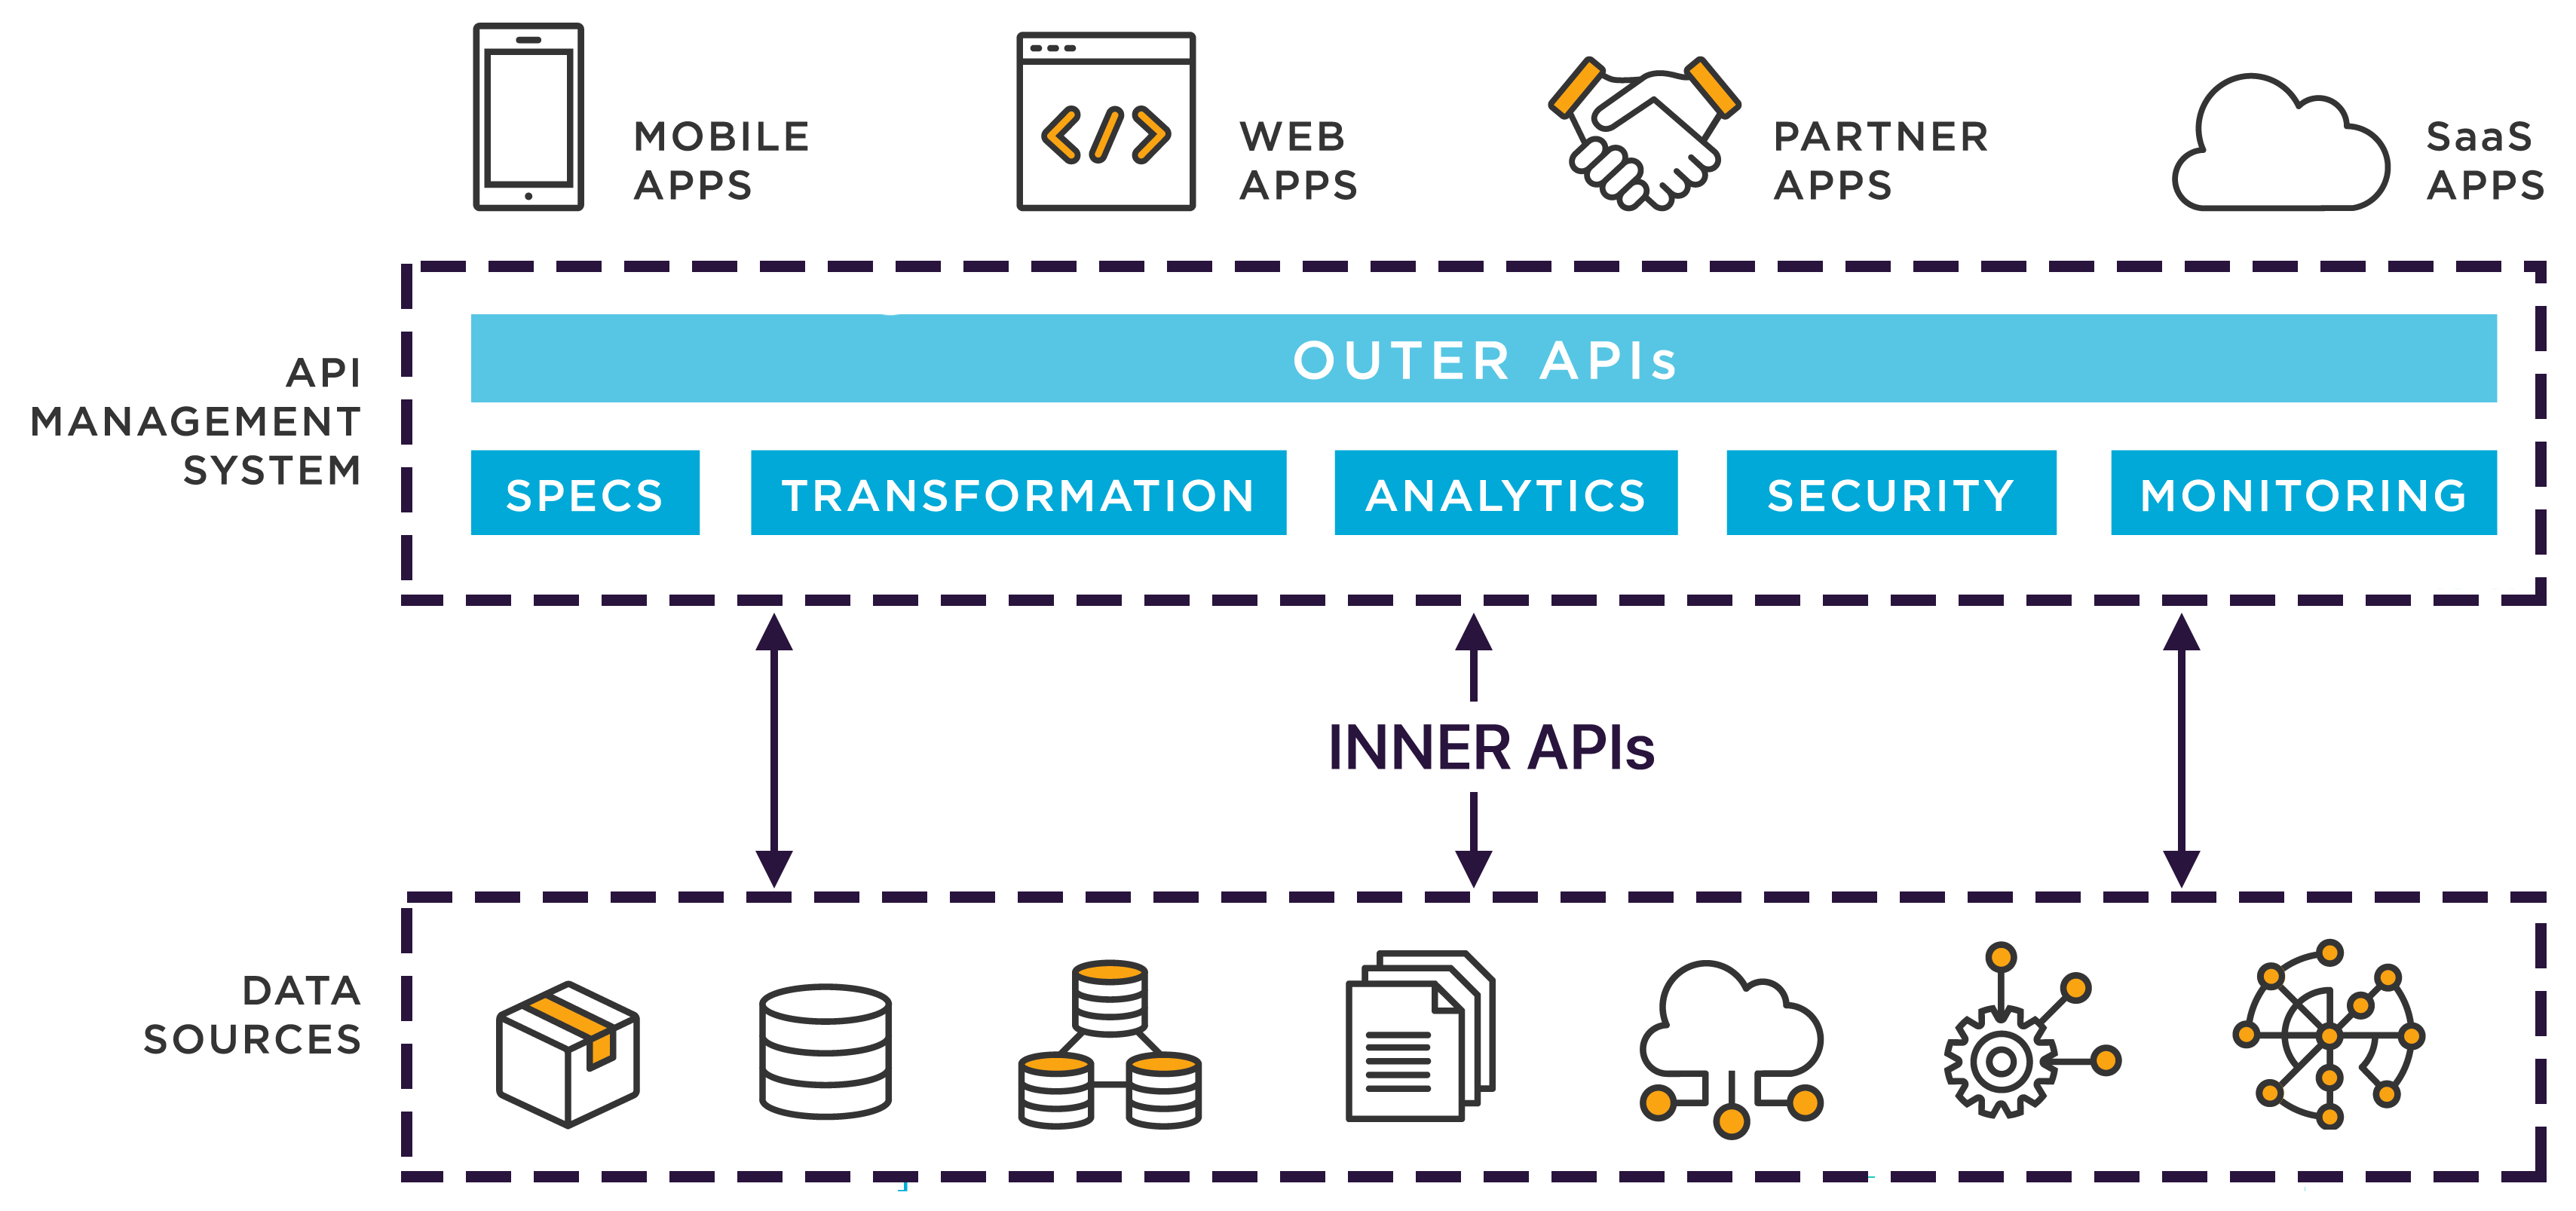 MOBILE
APPS
WEB
APPS
PARTNER
APPS
SaaS
APPS
API
MANAGEMENT
SYSTEM
OUTER APIs
SPECS
TRANSFORMATION
ANALYTICS
SECURITY
MONITORING
INNER APIs
DATA
SOURCES